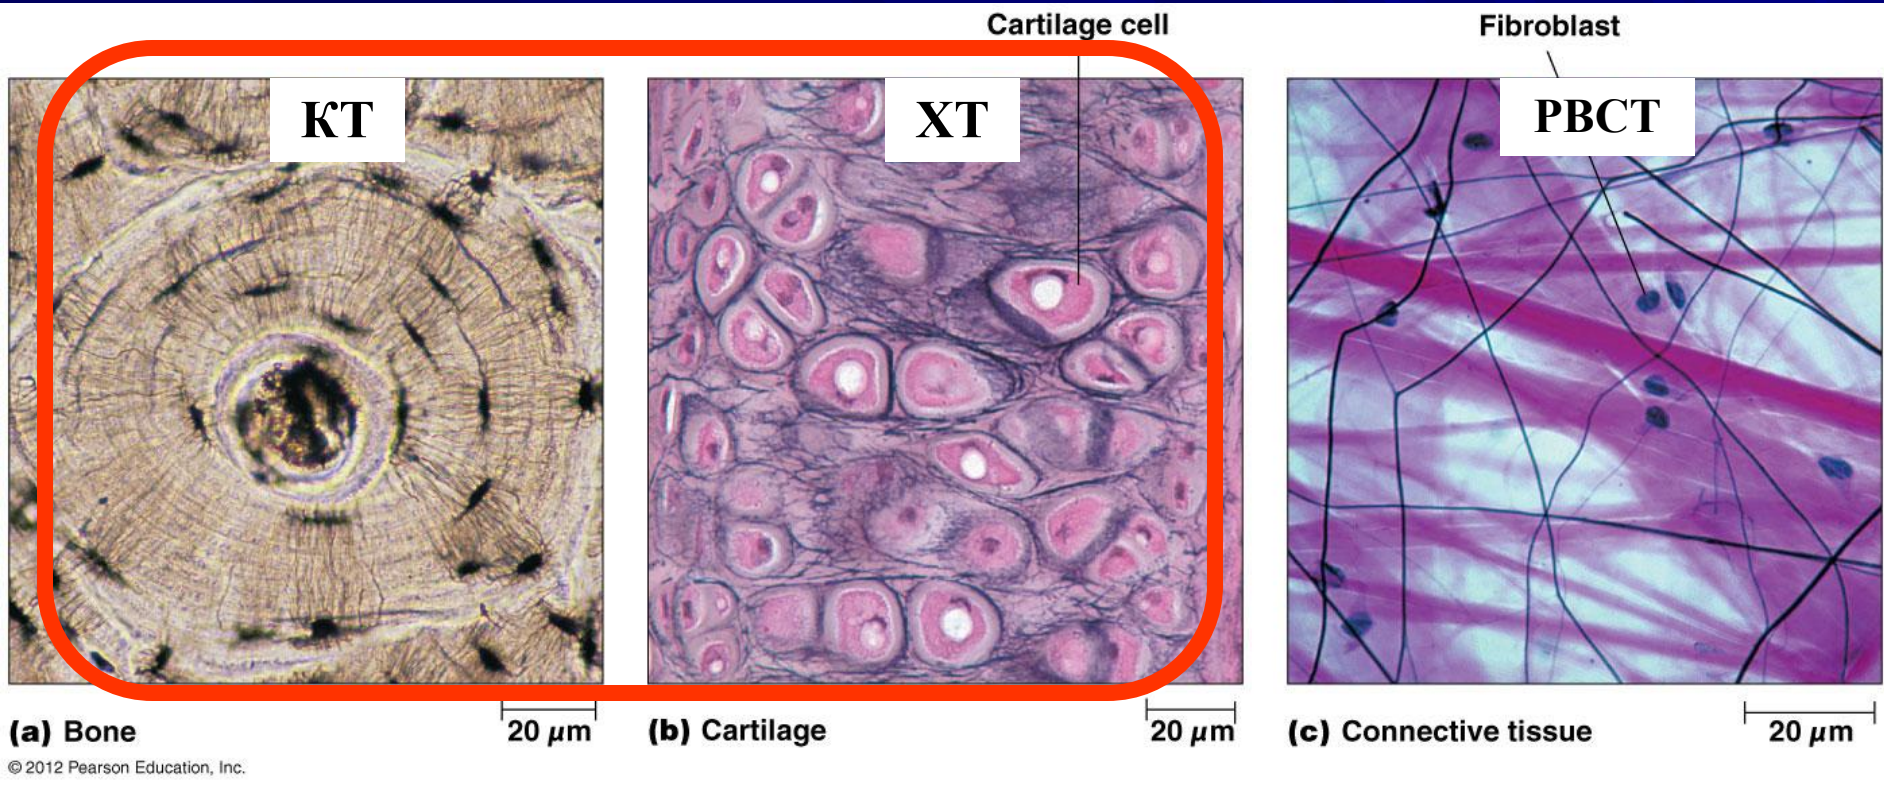 Cartilage cell
Fibroblast
КТ
ХТ
РВСТ
(a) Bone
20 µm
(b) Cartilage
20 µm
(c) Connective tissue
20 µm
© 2012 Pearson Education, Inc.